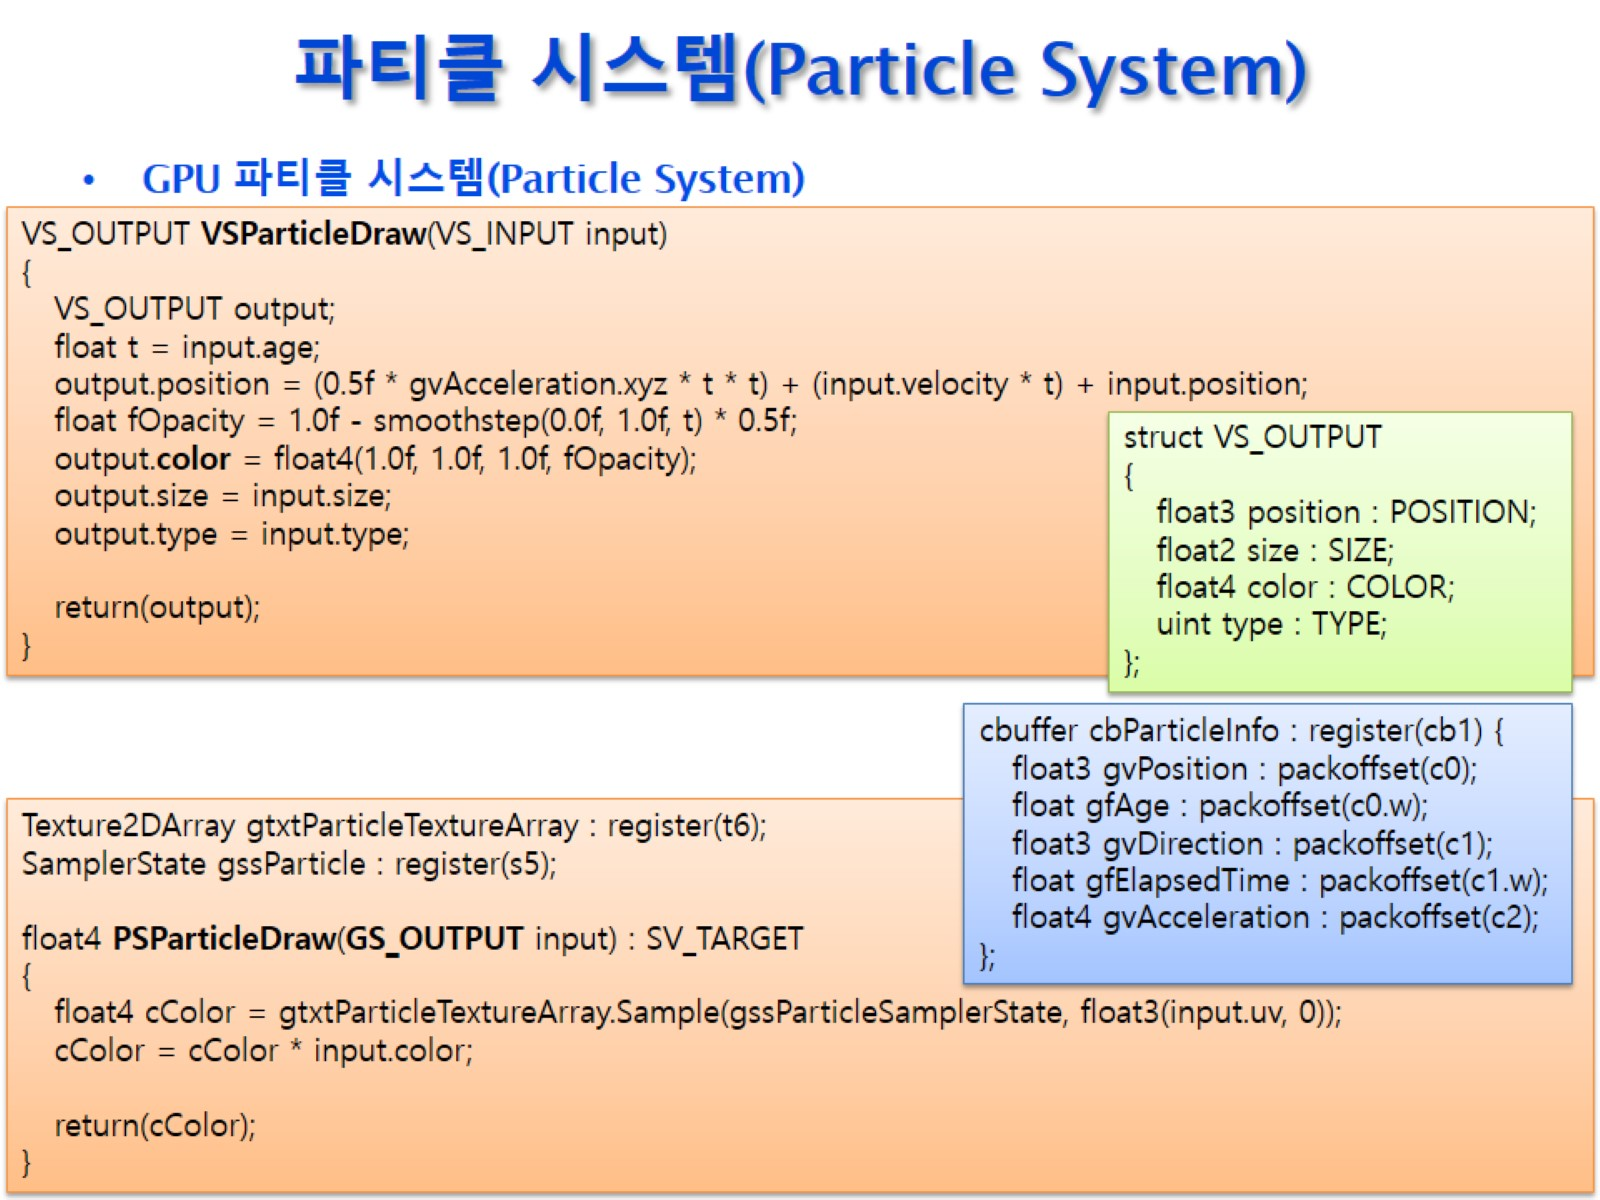 파티클 시스템(Particle System)
• GPU 파티클 시스템(Particle System)
VS_OUTPUT VSParticleDraw(VS_INPUT input)
{
VS_OUTPUT output;
float t = input.age;
output.position = (0.5f * gvAcceleration.xyz * t * t) + (input.velocity * t) + input.position;
float fOpacity = 1.0f - smoothstep(0.0f, 1.0f, t) * 0.5f;
output.color = float4(1.0f, 1.0f, 1.0f, fOpacity);
output.size = input.size;
output.type = input.type;
return(output);
}
struct VS_OUTPUT
{
float3 position : POSITION;
float2 size : SIZE;
float4 color : COLOR;
uint type : TYPE;
};
cbuffer cbParticleInfo : register(cb1) {
float3 gvPosition : packoffset(c0);
float gfAge : packoffset(c0.w);
float3 gvDirection : packoffset(c1);
float gfElapsedTime : packoffset(c1.w);
float4 gvAcceleration : packoffset(c2);
};
Texture2DArray gtxtParticleTextureArray : register(t6);
SamplerState gssParticle : register(s5);
float4 PSParticleDraw(GS_OUTPUT input) : SV_TARGET
{
float4 cColor = gtxtParticleTextureArray.Sample(gssParticleSamplerState, float3(input.uv, 0));
cColor = cColor * input.color;
return(cColor);
}